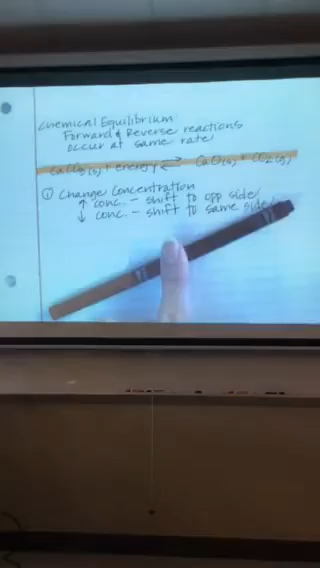 Chemical Equilibrium
Forward & Reverse reactions
occur at same rate
CaCO3(s) + energy ⇌ CaO(s) + CO2(g)
① Change Concentration
↑ conc. - shift to opp side
↓ conc. - shift to same side